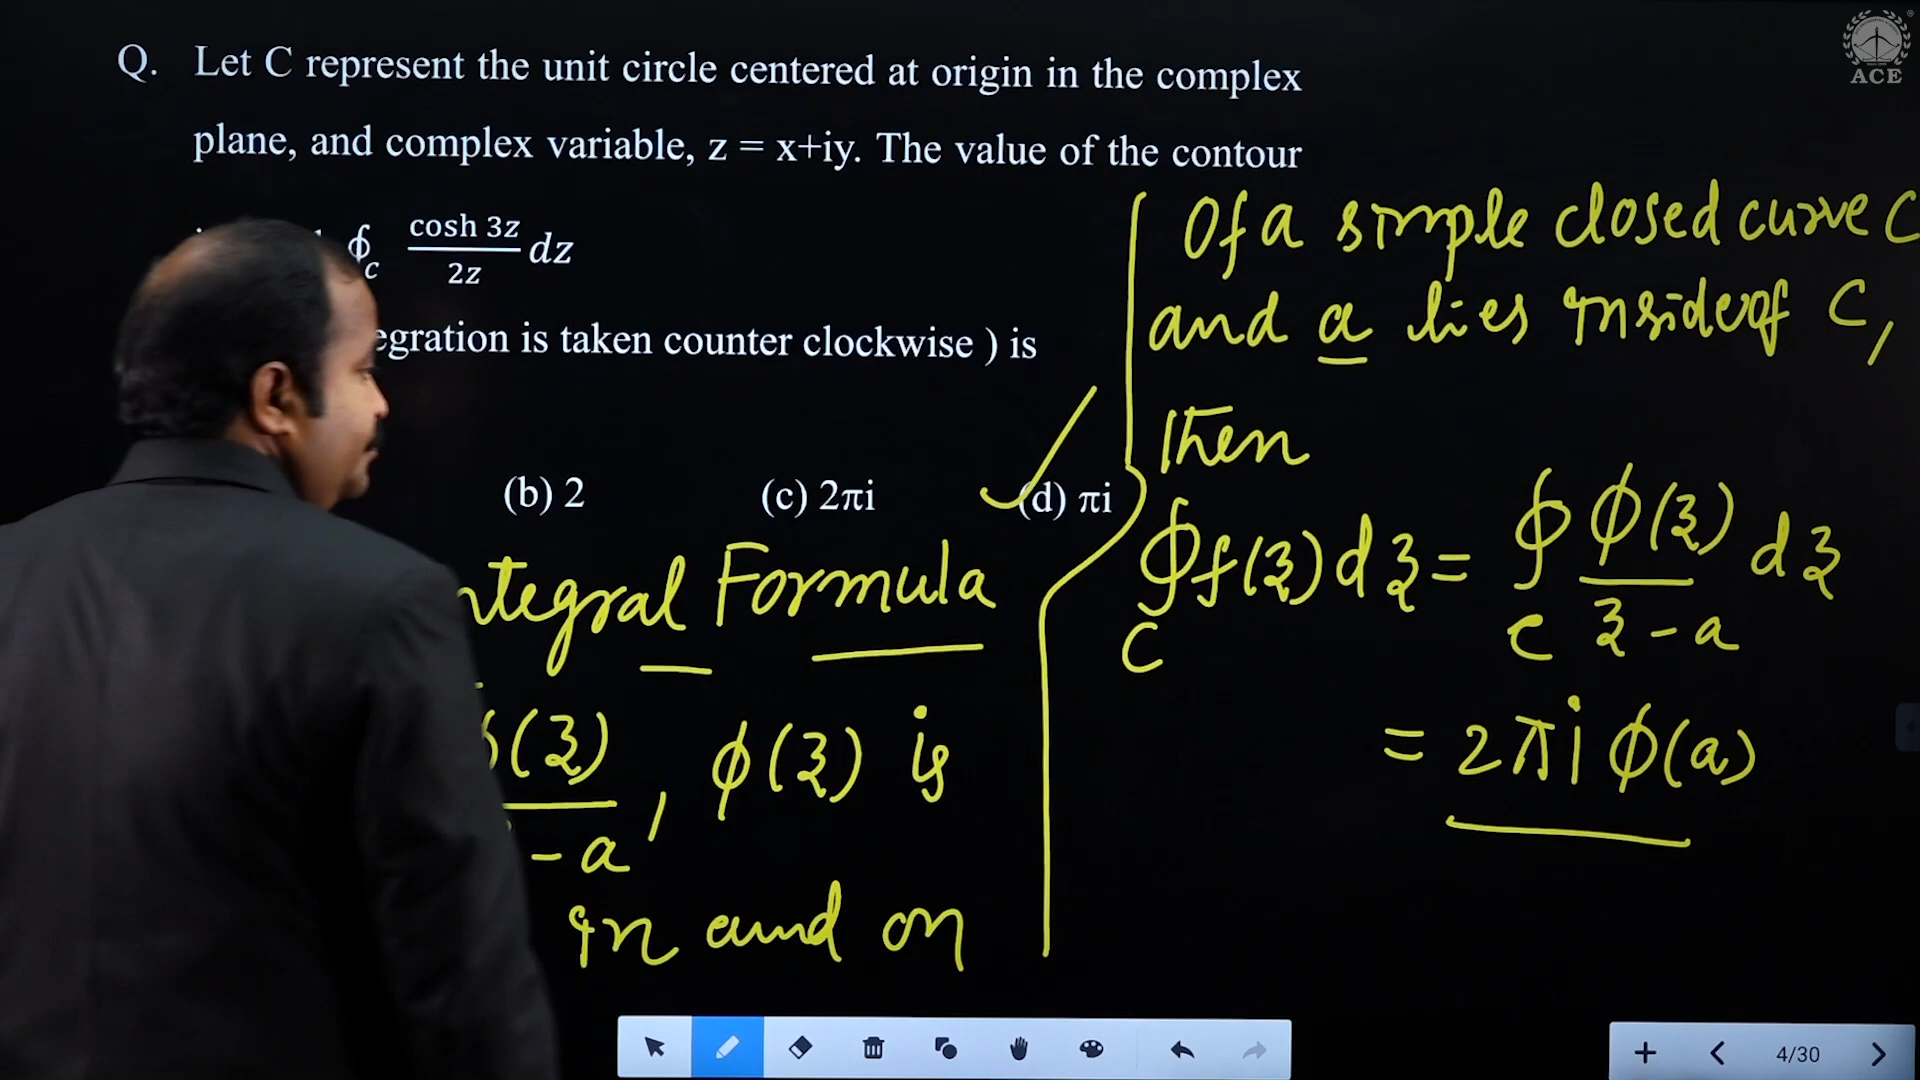 Q. Let C represent the unit circle centered at origin in the complex
plane, and complex variable, z = x+iy. The value of the contour
∮c cosh 3z / 2z dz
egration is taken counter clockwise ) is
(b) 2 (c) 2πi (d) πi
ntegral Formula
ϕ(z) / - a , ϕ(z) is
in and on
Of a simple closed curve C
and a lies inside of C,
then
∮C f(z) dz = ∮c ϕ(z) / z - a dz
= 2πi ϕ(a)
ACE
4/30